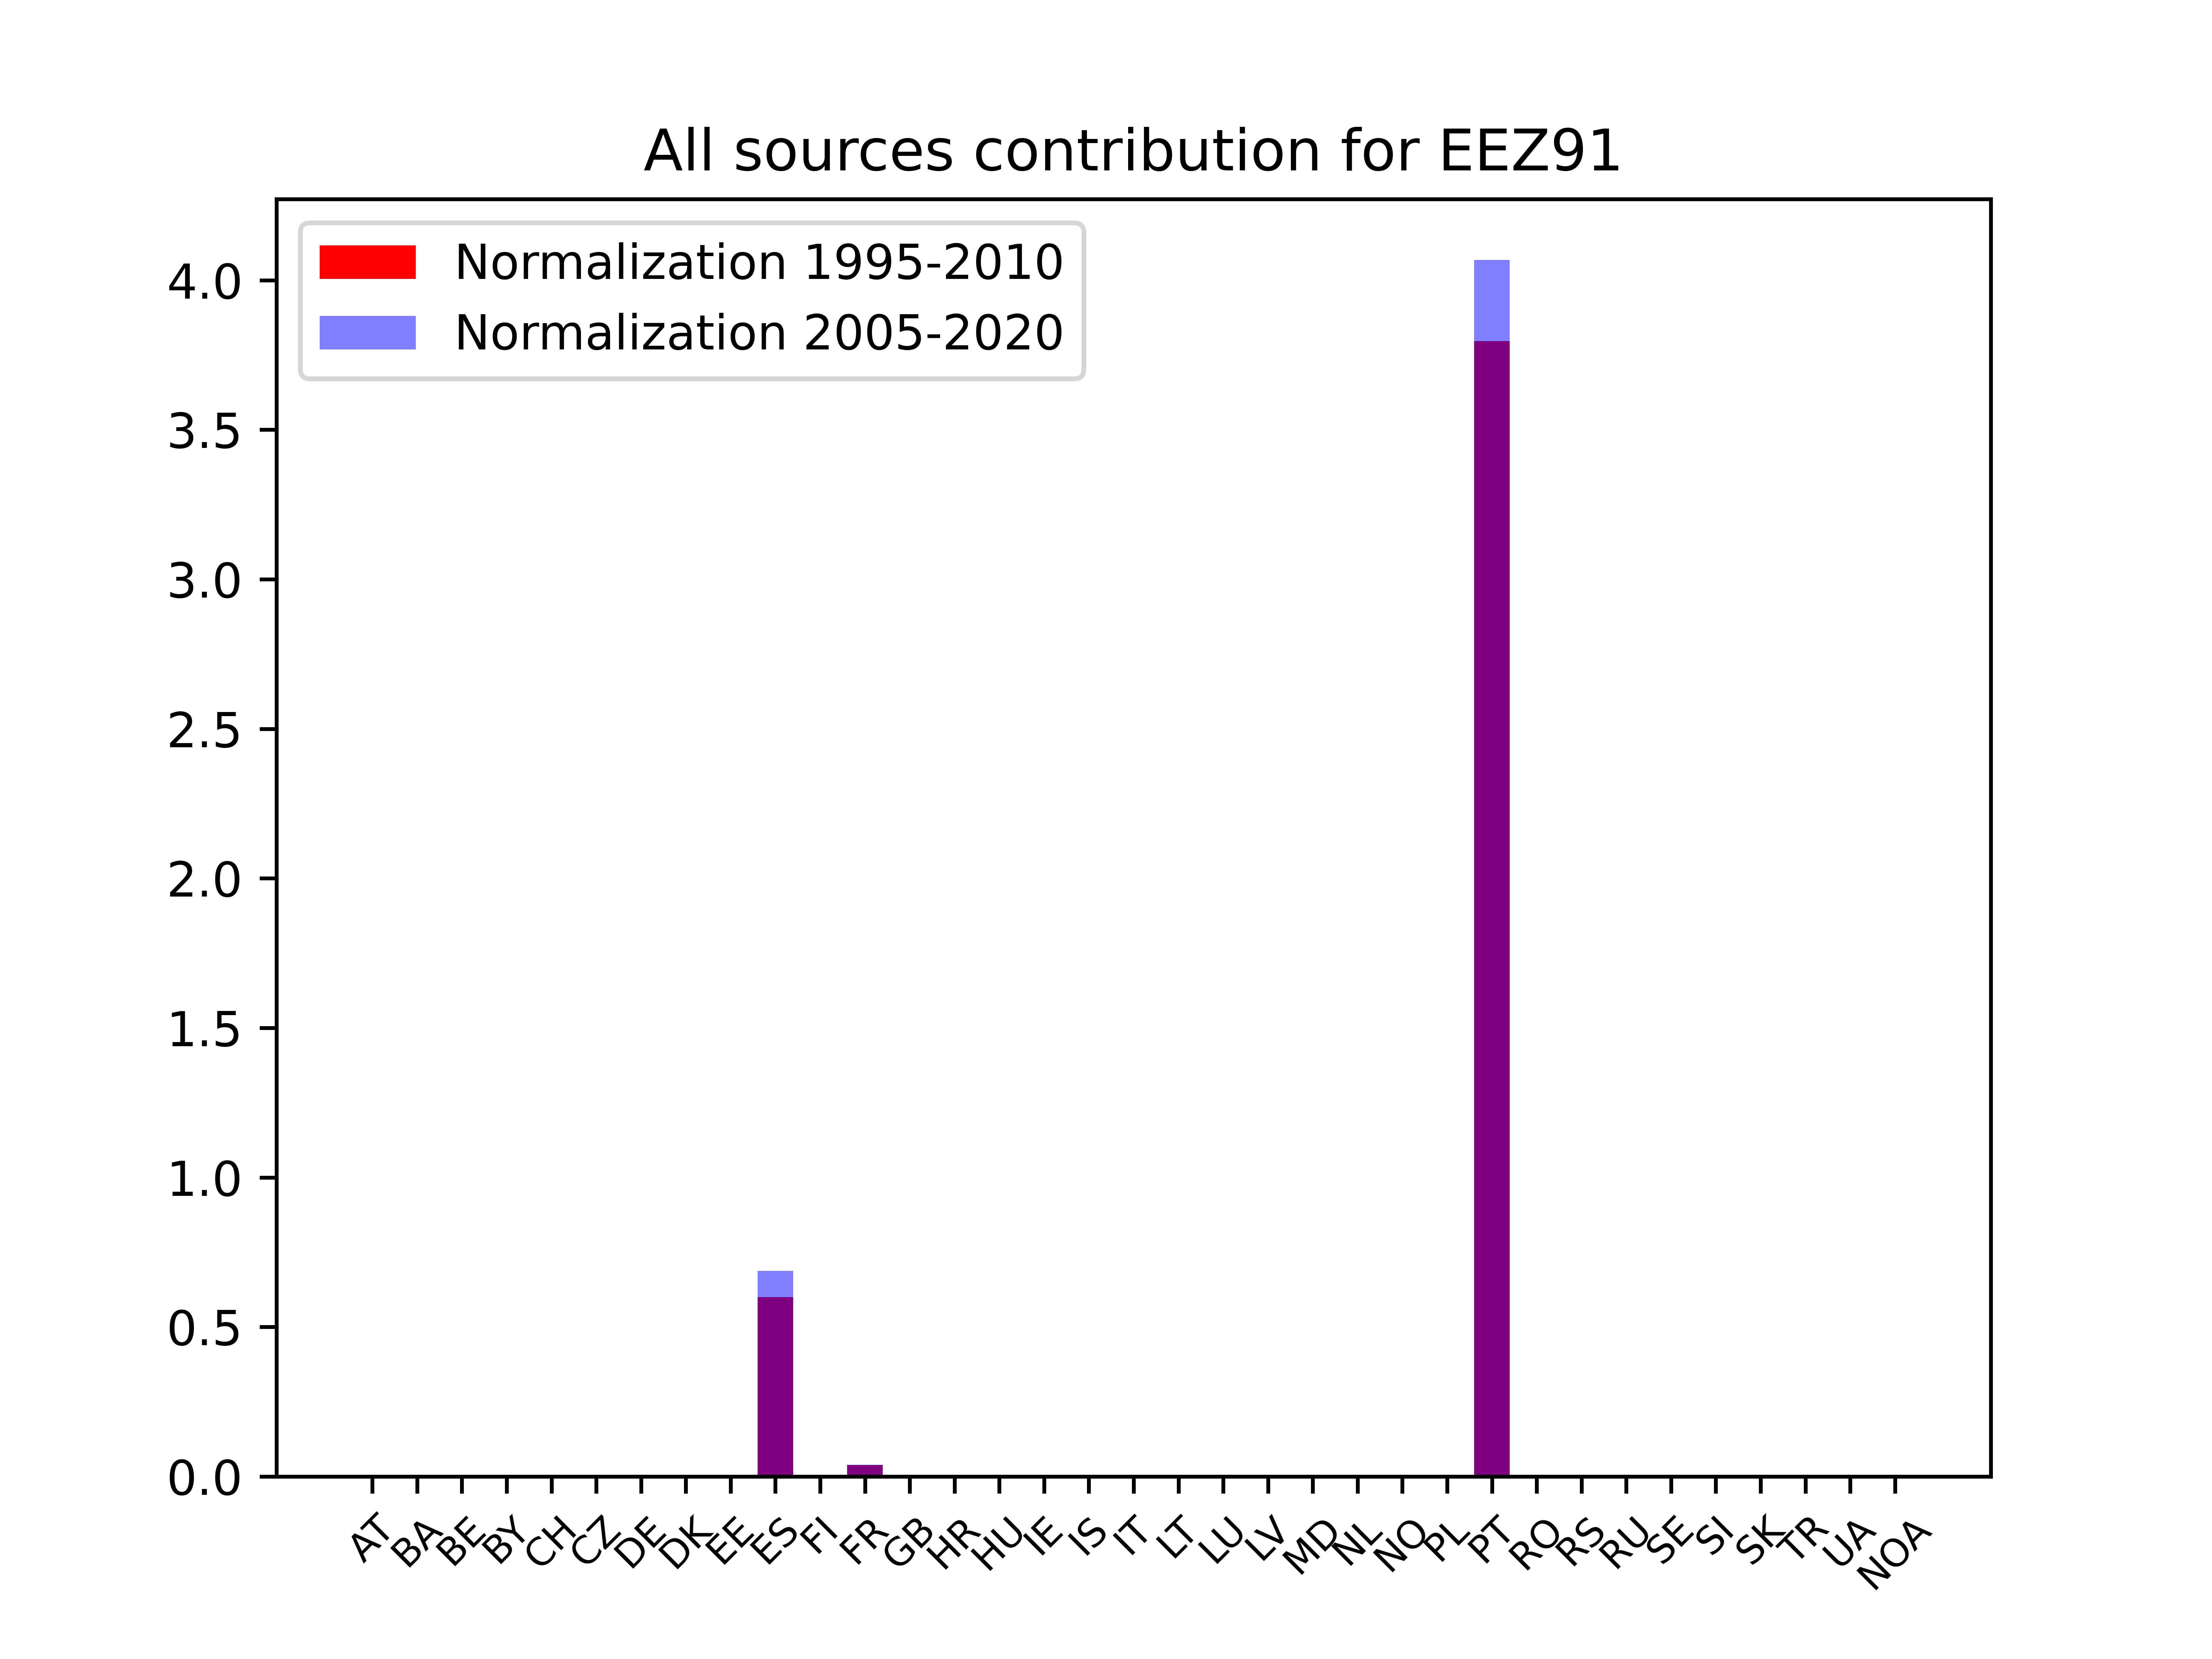 All sources contribution for EEZ91
Normalization 1995-2010
Normalization 2005-2020
4.0
3.5
3.0
2.5
2.0
1.5
1.0
0.5
0.0
AT BA BE BY CH CZ DE DK EE ES FI FR GB HR HU IE IS IT LT LU LV MD NL NO PL PT RO RS RU SE SI SK TR UA NOA